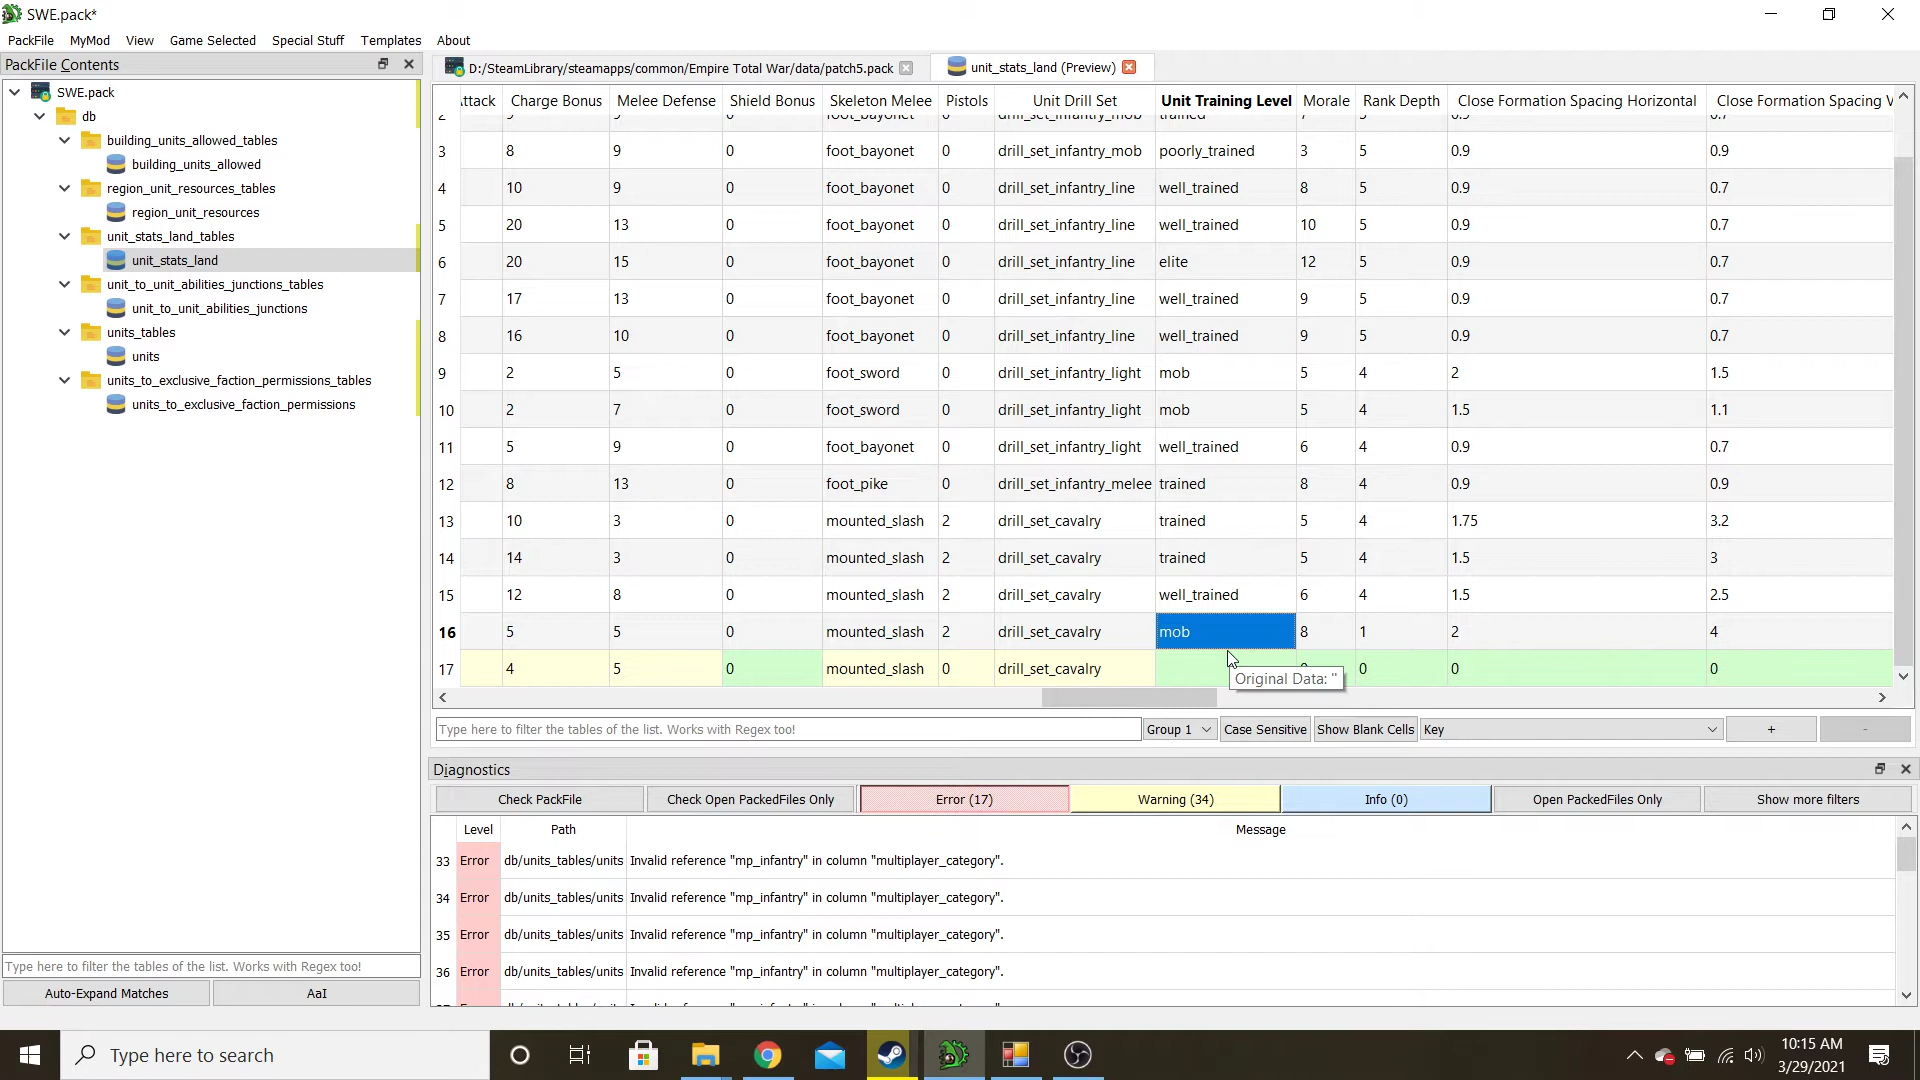 SWE.pack*
PackFile MyMod View Game Selected Special Stuff Templates About
PackFile Contents
SWE.pack
db
building_units_allowed_tables
building_units_allowed
region_unit_resources_tables
region_unit_resources
unit_stats_land_tables
unit_stats_land
unit_to_unit_abilities_junctions_tables
unit_to_unit_abilities_junctions
units_tables
units
units_to_exclusive_faction_permissions_tables
units_to_exclusive_faction_permissions
Type here to filter the tables of the list. Works with Regex too!
Auto-Expand Matches AaI
D:/SteamLibrary/steamapps/common/Empire Total War/data/patch5.pack unit_stats_land (Preview)
Attack Charge Bonus Melee Defense Shield Bonus Skeleton Melee Pistols Unit Drill Set Unit Training Level Morale Rank Depth Close Formation Spacing Horizontal Close Formation Spacing V
3 8 9 0 foot_bayonet 0 drill_set_infantry_mob poorly_trained 3 5 0.9 0.9
4 10 9 0 foot_bayonet 0 drill_set_infantry_line well_trained 8 5 0.9 0.7
5 20 13 0 foot_bayonet 0 drill_set_infantry_line well_trained 10 5 0.9 0.7
6 20 15 0 foot_bayonet 0 drill_set_infantry_line elite 12 5 0.9 0.7
7 17 13 0 foot_bayonet 0 drill_set_infantry_line well_trained 9 5 0.9 0.7
8 16 10 0 foot_bayonet 0 drill_set_infantry_line well_trained 9 5 0.9 0.7
9 2 5 0 foot_sword 0 drill_set_infantry_light mob 5 4 2 1.5
10 2 7 0 foot_sword 0 drill_set_infantry_light mob 5 4 1.5 1.1
11 5 9 0 foot_bayonet 0 drill_set_infantry_light well_trained 6 4 0.9 0.7
12 8 13 0 foot_pike 0 drill_set_infantry_melee trained 8 4 0.9 0.9
13 10 3 0 mounted_slash 2 drill_set_cavalry trained 5 4 1.75 3.2
14 14 3 0 mounted_slash 2 drill_set_cavalry trained 5 4 1.5 3
15 12 8 0 mounted_slash 2 drill_set_cavalry well_trained 6 4 1.5 2.5
16 5 5 0 mounted_slash 2 drill_set_cavalry mob 8 1 2 4
17 4 5 0 mounted_slash 0 drill_set_cavalry 0 0 0
Original Data: ''
Type here to filter the tables of the list. Works with Regex too! Group 1 Case Sensitive Show Blank Cells Key + -
Diagnostics
Check PackFile Check Open PackedFiles Only Error (17) Warning (34) Info (0) Open PackedFiles Only Show more filters
Level Path Message
33 Error db/units_tables/units Invalid reference "mp_infantry" in column "multiplayer_category".
34 Error db/units_tables/units Invalid reference "mp_infantry" in column "multiplayer_category".
35 Error db/units_tables/units Invalid reference "mp_infantry" in column "multiplayer_category".
36 Error db/units_tables/units Invalid reference "mp_infantry" in column "multiplayer_category".
Type here to search
10:15 AM
3/29/2021